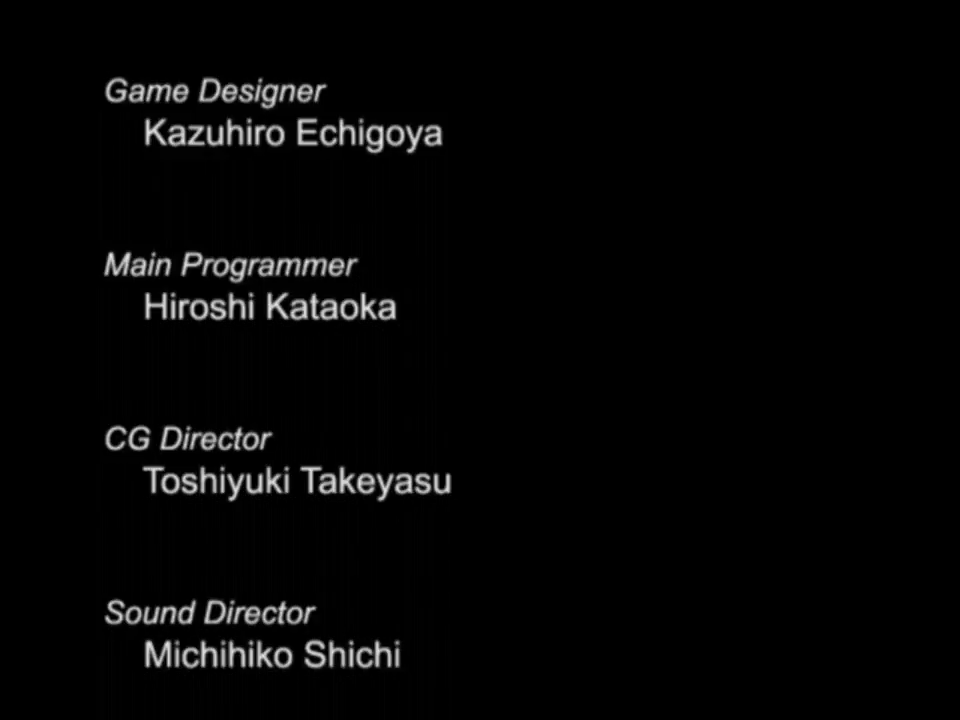 Game Designer
Kazuhiro Echigoya
Main Programmer
Hiroshi Kataoka
CG Director
Toshiyuki Takeyasu
Sound Director
Michihiko Shichi